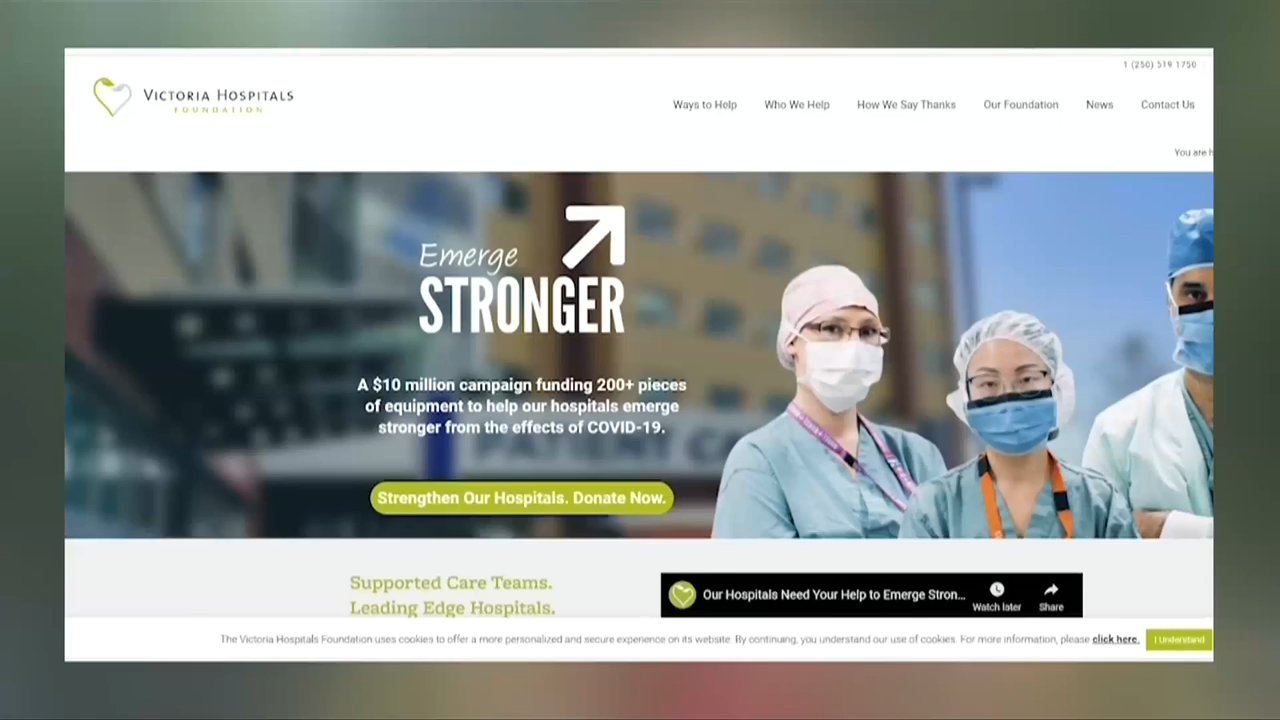 1 (250) 519 1750
VICTORIA HOSPITALS
FOUNDATION
Ways to Help Who We Help How We Say Thanks Our Foundation News Contact Us
You are h
Emerge
STRONGER
A $10 million campaign funding 200+ pieces
of equipment to help our hospitals emerge
stronger from the effects of COVID-19.
PATIENT CA
Strengthen Our Hospitals. Donate Now.
Supported Care Teams.
Leading Edge Hospitals.
Our Hospitals Need Your Help to Emerge Stron...
Watch later Share
The Victoria Hospitals Foundation uses cookies to offer a more personalized and secure experience on its website. By continuing, you understand our use of cookies. For more information, please click here.
I Understand